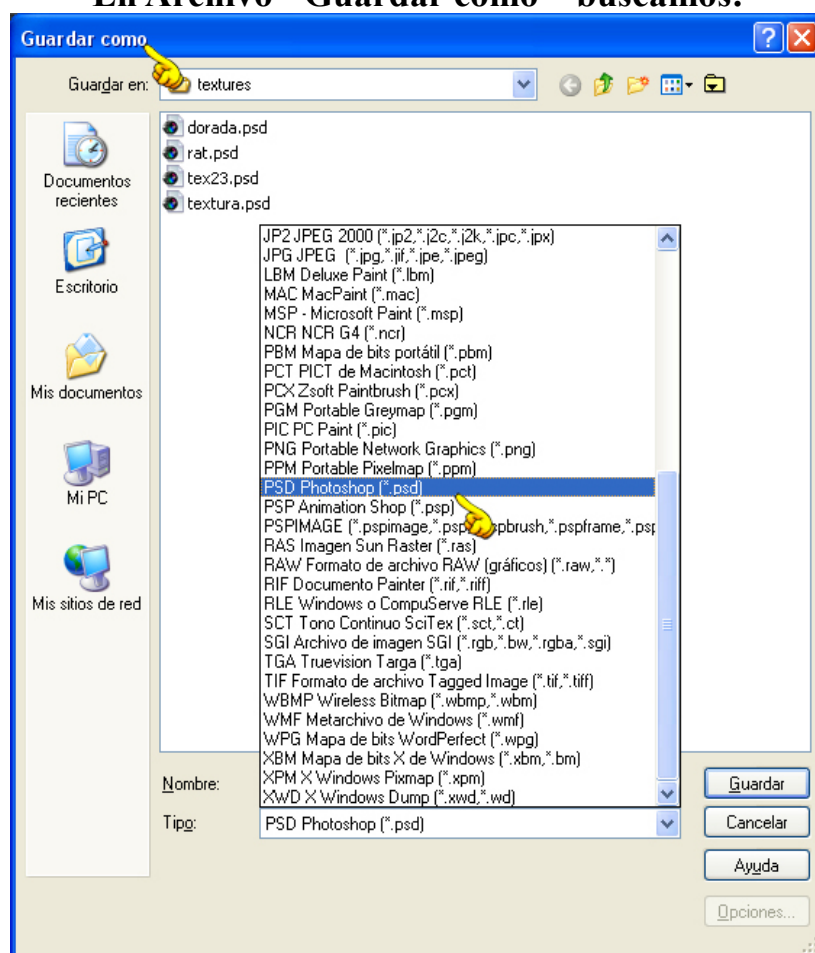 En Archivo "Guardar como" buscamos:
Guardar como
Guardar en:
textures
dorada.psd
rat.psd
tex23.psd
textura.psd
Documentos
recientes
Escritorio
Mis documentos
Mi PC
Mis sitios de red
JP2 JPEG 2000 (*.jp2,*.j2c,*.j2k,*.jpc,*.jpx)
JPG JPEG (*.jpg,*.jif,*.jpe,*.jpeg)
LBM Deluxe Paint (*.lbm)
MAC MacPaint (*.mac)
MSP - Microsoft Paint (*.msp)
NCR NCR G4 (*.ncr)
PBM Mapa de bits portátil (*.pbm)
PCT PICT de Macintosh (*.pct)
PCX Zsoft Paintbrush (*.pcx)
PGM Portable Greymap (*.pgm)
PIC PC Paint (*.pic)
PNG Portable Network Graphics (*.png)
PPM Portable Pixelmap (*.ppm)
PSD Photoshop (*.psd)
PSP Animation Shop (*.psp)
PSPIMAGE (*.pspimage,*.psp pbrush,*.pspframe,*.psp
RAS Imagen Sun Raster (*.ras)
RAW Formato de archivo RAW (gráficos) (*.raw,*.*)
RIF Documento Painter (*.rif,*.riff)
RLE Windows o CompuServe RLE (*.rle)
SCT Tono Continuo SciTex (*.sct,*.ct)
SGI Archivo de imagen SGI (*.rgb,*.bw,*.rgba,*.sgi)
TGA Truevision Targa (*.tga)
TIF Formato de archivo Tagged Image (*.tif,*.tiff)
WBMP Wireless Bitmap (*.wbmp,*.wbm)
WMF Metarchivo de Windows (*.wmf)
WPG Mapa de bits WordPerfect (*.wpg)
XBM Mapa de bits X de Windows (*.xbm,*.bm)
XPM X Windows Pixmap (*.xpm)
XWD X Windows Dump (*.xwd,*.wd)
Nombre:
Guardar
Tipo:
PSD Photoshop (*.psd)
Cancelar
Ayuda
Opciones...